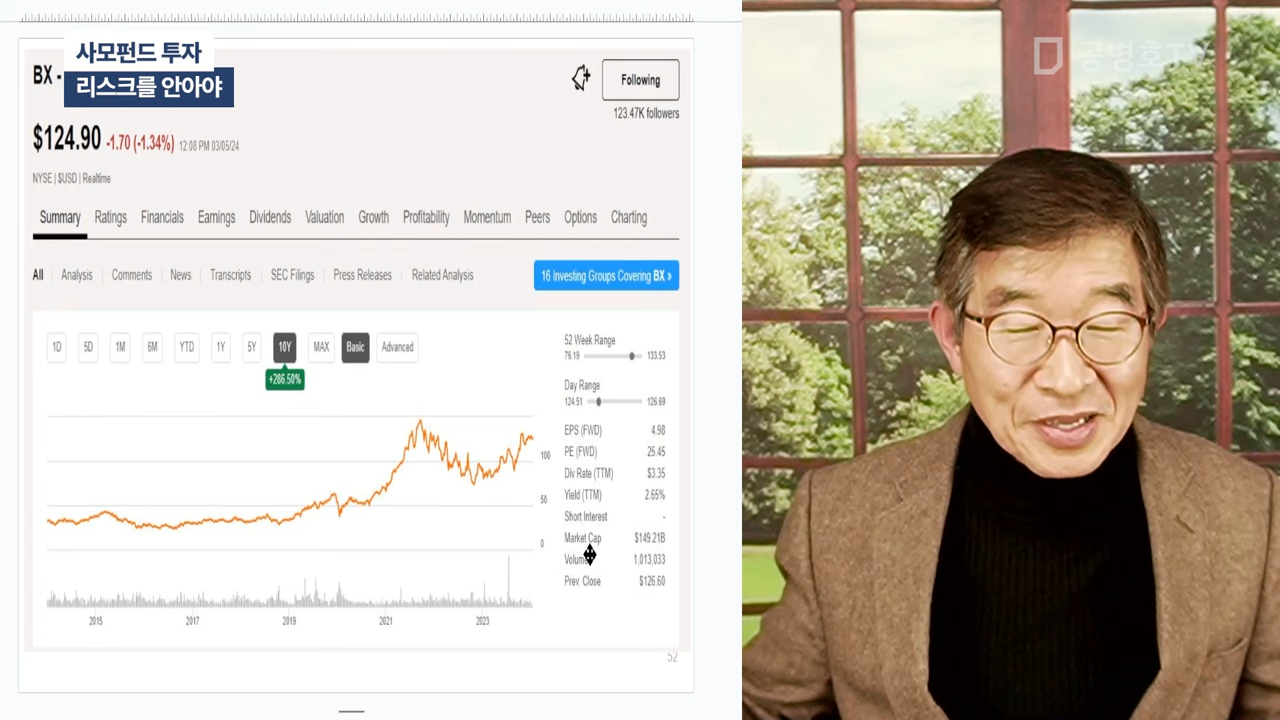 사모펀드 투자
리스크를 안아야
BX -
Following
123.47K followers
$124.90 -1.70 (-1.34%) 12:08 PM 03/05/24
NYSE | $USD | Realtime
Summary Ratings Financials Earnings Dividends Valuation Growth Profitability Momentum Peers Options Charting
All Analysis Comments News Transcripts SEC Filings Press Releases Related Analysis
16 Investing Groups Covering BX »
1D 5D 1M 6M YTD 1Y 5Y 10Y MAX Basic Advanced
+286.50%
52 Week Range
76.19 133.53
Day Range
124.51 126.69
EPS (FWD) 4.98
PE (FWD) 25.45
Div Rate (TTM) $3.35
Yield (TTM) 2.65%
Short Interest -
Market Cap $149.21B
Volume 1,013,033
Prev. Close $126.60
100
50
0
2015 2017 2019 2021 2023
52
공병호TV